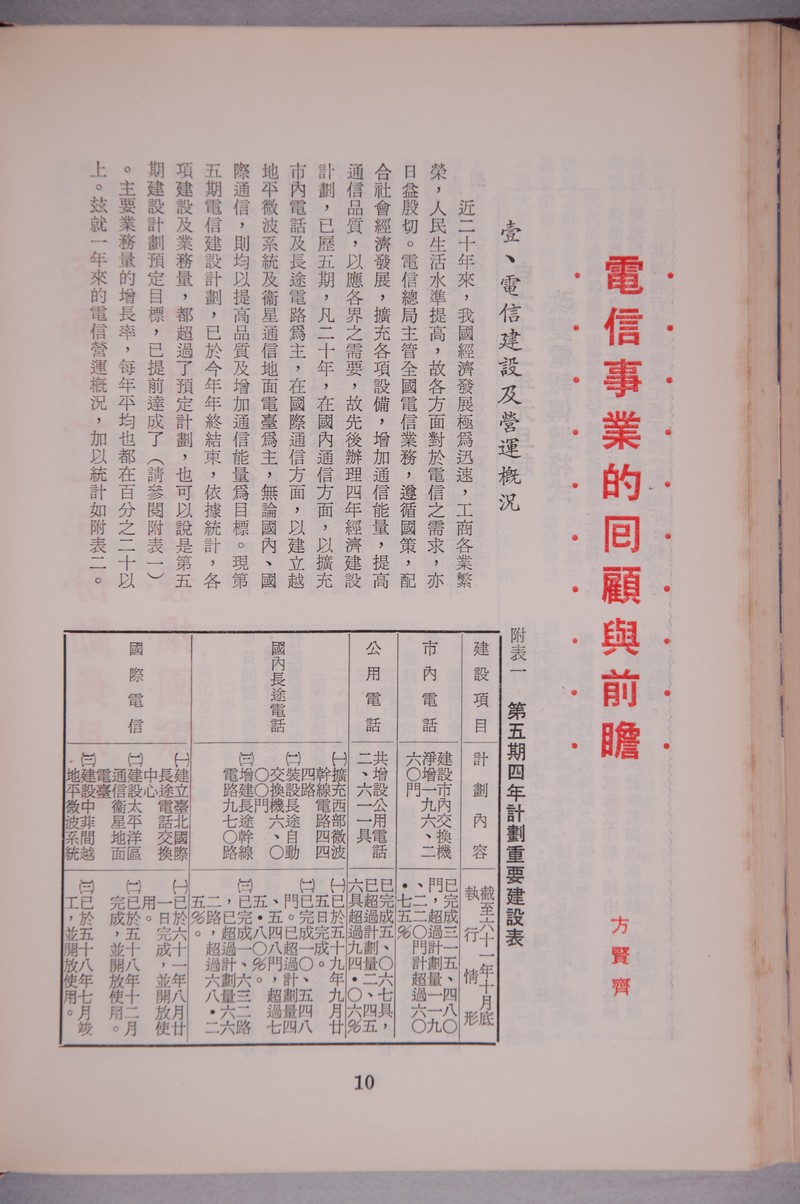 電信事業的囘顧與前瞻
方賢齊
壹、電信建設及營運概況
近二十年來，我國經濟發展極爲迅速，工商各業繁
榮，人民生活水準提高，故各方面對於電信之需求，亦
日益殷切。電信總局主管全國電信業務，遵循國策，配
合社會經濟發展，擴充各項設備，增加通信能量，提高
通信品質，以應各界之需要，故先後辦理四年經濟建設
計劃，已歷五期，凡二十年，在國內通信方面，以擴充
市內電話及長途電路爲主，在國際通信方面，以建立越
地平微波系統及衞星通信地面電臺爲主，無論國內、國
際通信，則均以提高品質及增加通信能量爲目標。現第
五期電信建設計劃，已於今年年終結束，依據統計，各
項建設及業務量，都超過了預定計劃，也可以說是第五
期建設計劃預定目標，已提前達成了（請參閱附表一）
。主要業務量的增長率，每年平均也都在百分之二十以
上。玆就一年來的電信營運槪況，加以統計如附表二。
附表一　第五期四年計劃重要建設表
建設項目
計劃內容
截至六十一年十月底
執行情形
市內電話
建設市內交換機
淨增一九六、二
六〇門
已完成三一五、四八〇
門，超過計劃量一一九
、二二〇門計超過六〇
•七五%
公用電話
共增設公用電話
二、六一一具
已完成五、〇六七具，
已超過計劃量二、四五
六具超過九四•〇六%
國內長途電話
㈠擴充西部微波
幹線電路四四
四路
㈡裝設長途自動
交換機六、〇
〇〇門
㈢增建長途幹線
電路九七〇路
㈠已於五十九年九月廿
五日完成。
㈡已完成一〇、五四八
門。已超過計劃量四
、五四八門，超過七
五•八〇%。
㈢已完成一、六三二路
，已超過計劃量六六
二路，超過六八•二
五%。
國際電信
㈠建立臺北國際
長途電話交換
中心
㈡建設太平洋區
通信衞星地面
電臺
㈢建設中菲間越
地平微波系統
㈠已於六十一年八月廿
一日完成，並開放使
用。
㈡已於五十八年十二月
完成，並開放使用。
㈢已於五十八年七月竣
工，並開放使用。
10